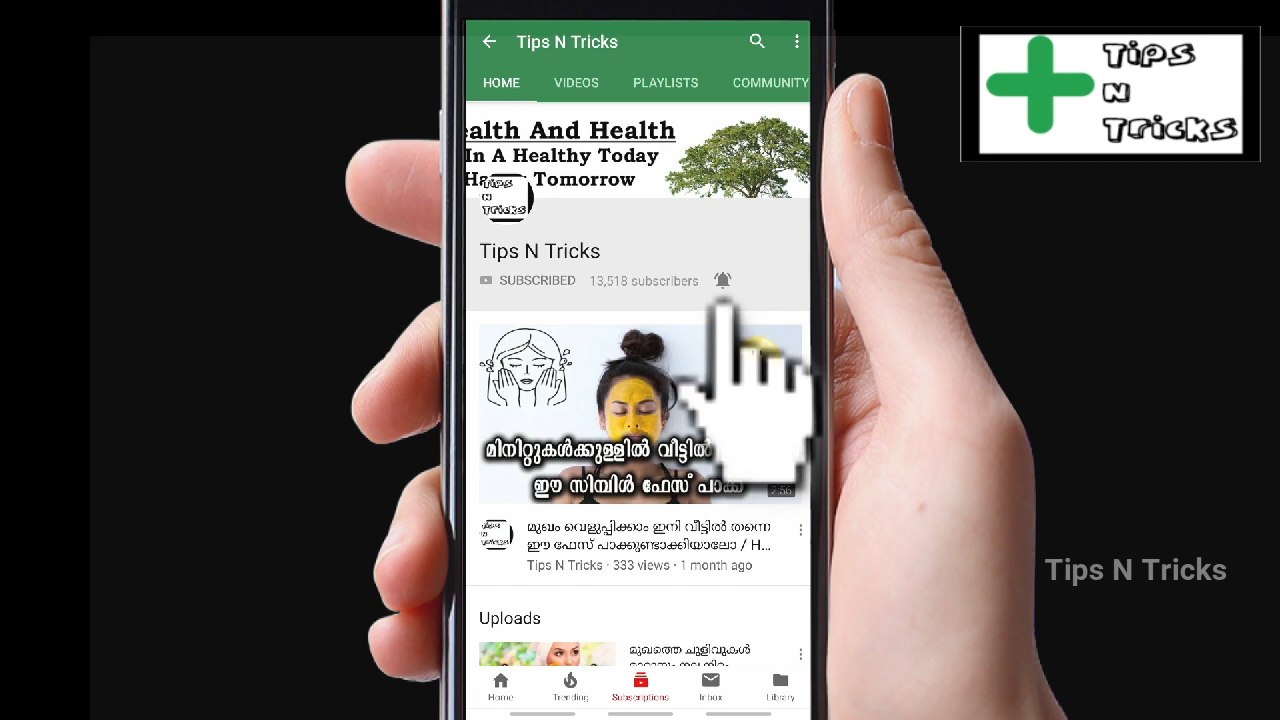 Tips N Tricks
HOME VIDEOS PLAYLISTS COMMUNITY
ealth And Health
In A Healthy Today
Tomorrow
Tips
N
Tricks
Tips N Tricks
SUBSCRIBED 13,518 subscribers
മിനിറ്റുകൾക്കുള്ളിൽ വീട്ടിൽ
ഈ സിമ്പിൾ ഫേസ് പാക്ക്
മുഖം വെളുപ്പിക്കാം ഇനി വീട്ടിൽ തന്നെ
ഈ ഫേസ് പാക്കുണ്ടാക്കിയാലോ / H...
Tips N Tricks · 333 views · 1 month ago
Uploads
മുഖത്തെ ചുളിവുകൾ
Home Trending Subscriptions Inbox Library
Tips
N
Tricks
Tips N Tricks